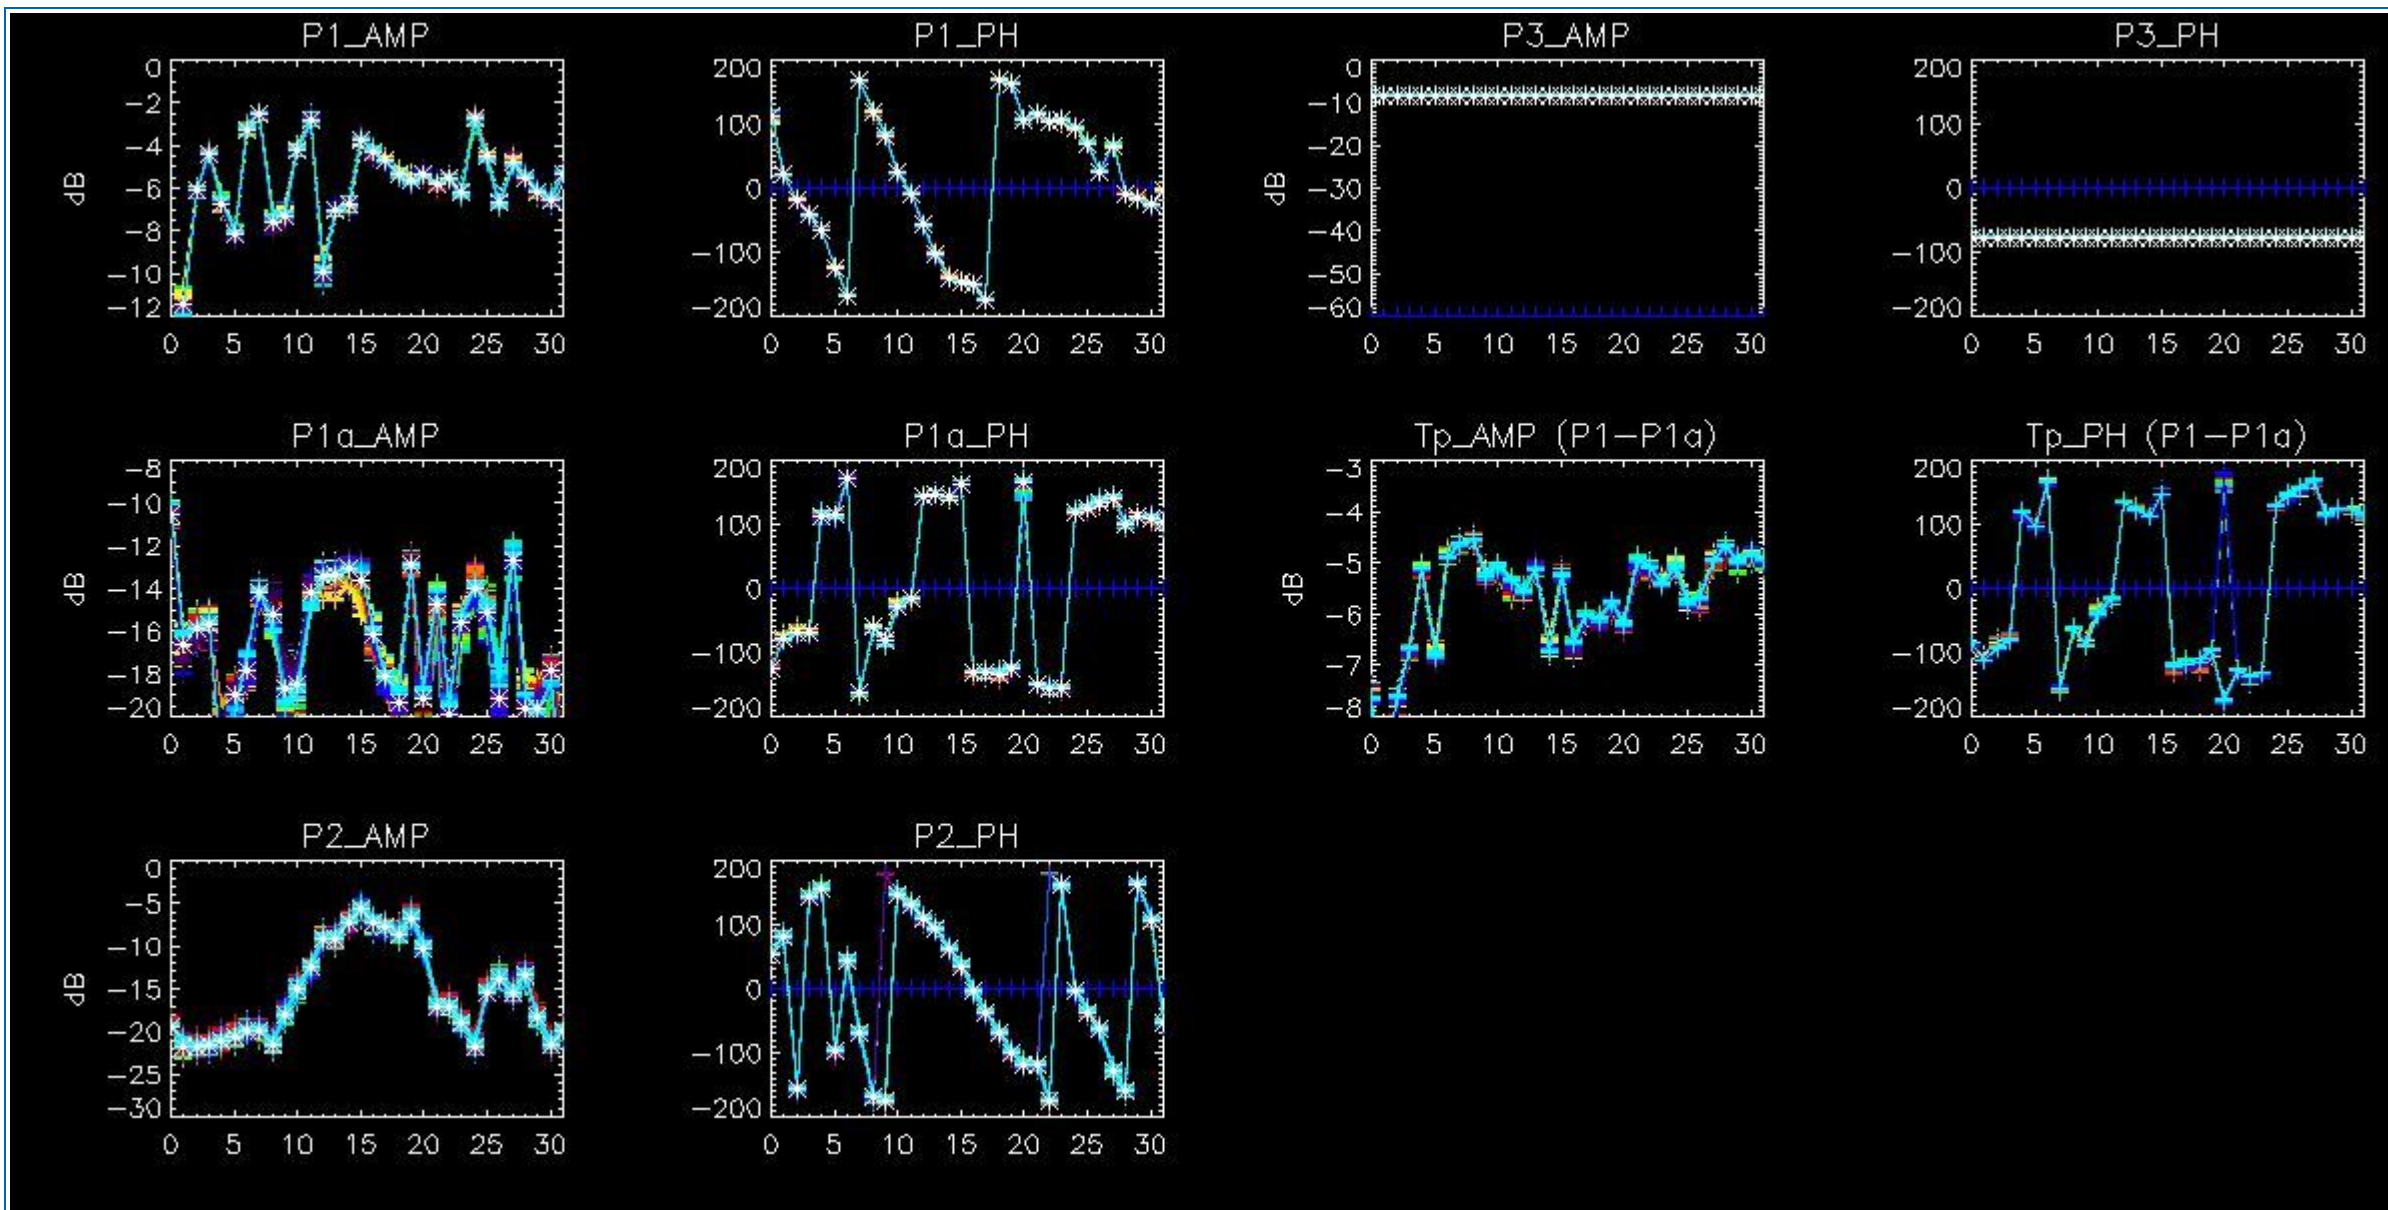 P1_AMP P1_PH P3_AMP P3_PH
0 200 0 200
−2
−4 100 −10 100
dB −6 0 −20 0
−8 dB −30
−10 −100 −40 −100
−12 −200 −50 −200
−60
0 5 10 15 20 25 30 0 5 10 15 20 25 30 0 5 10 15 20 25 30 0 5 10 15 20 25 30
P1a_AMP P1a_PH Tp_AMP (P1−P1a) Tp_PH (P1−P1a)
−8 200 −3 200
−10 100 −4 100
−12
dB −14 0 dB −5 0
−16 −6
−18 −100 −7 −100
−20 −200 −8 −200
0 5 10 15 20 25 30 0 5 10 15 20 25 30 0 5 10 15 20 25 30 0 5 10 15 20 25 30
P2_AMP P2_PH
0 200
−5 100
−10
dB −15 0
−20
−25 −100
−30 −200
0 5 10 15 20 25 30 0 5 10 15 20 25 30